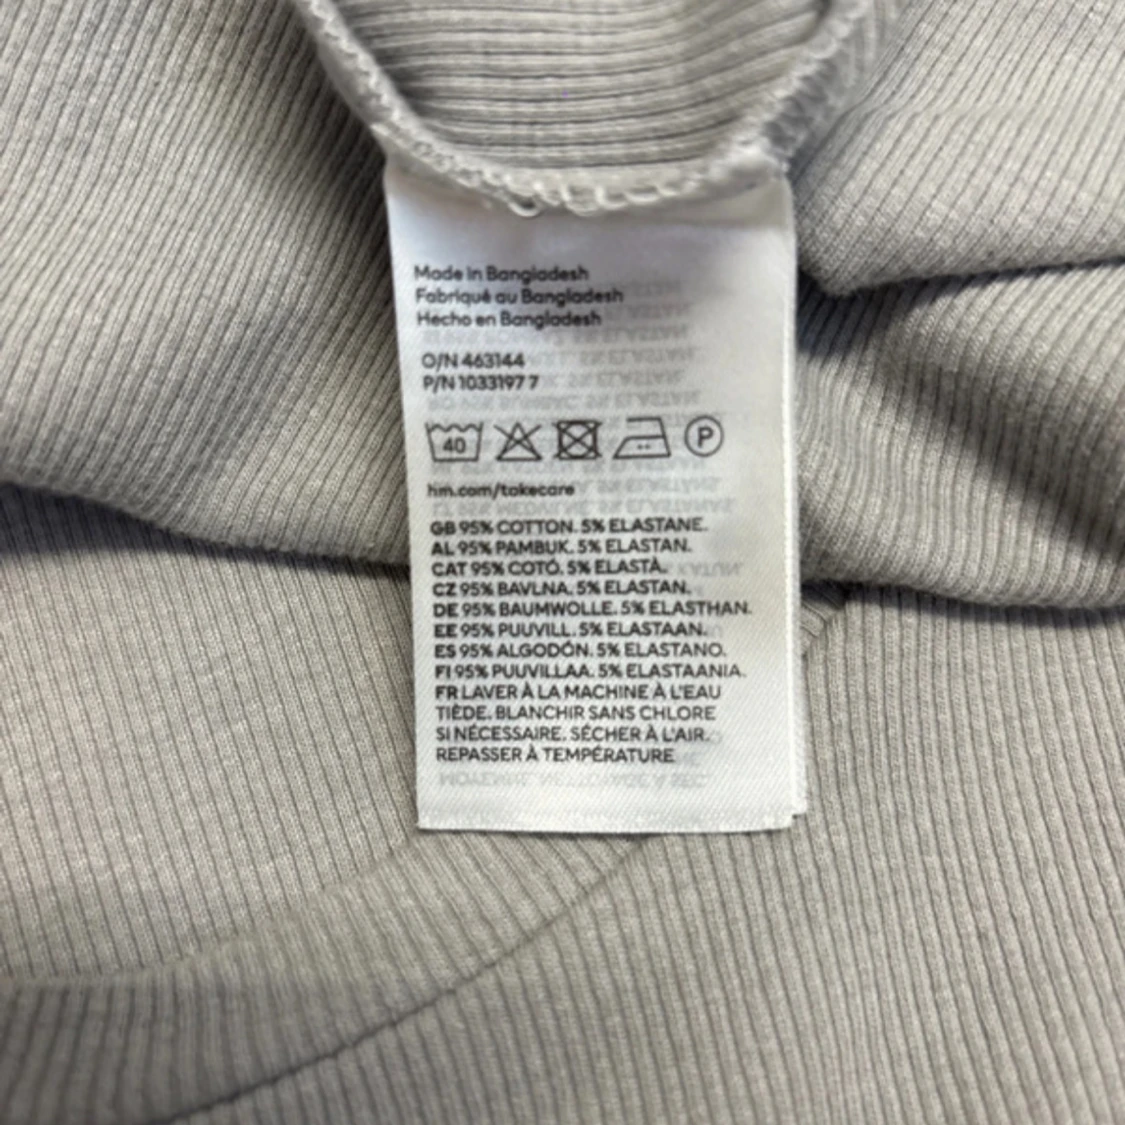 Made in Bangladesh
Fabriqué au Bangladesh
Hecho en Bangladesh
O/N 463144
P/N 1033197 7
40 P
hm.com/takecare
GB 95% COTTON. 5% ELASTANE.
AL 95% PAMBUK. 5% ELASTAN.
CAT 95% COTÓ. 5% ELASTÀ.
CZ 95% BAVLNA. 5% ELASTAN.
DE 95% BAUMWOLLE. 5% ELASTHAN.
EE 95% PUUVILL. 5% ELASTAAN.
ES 95% ALGODÓN. 5% ELASTANO.
FI 95% PUUVILLAA. 5% ELASTAANIA.
FR LAVER À LA MACHINE À L'EAU
TIÈDE. BLANCHIR SANS CHLORE
SI NÉCESSAIRE. SÉCHER À L'AIR.
REPASSER À TEMPÉRATURE